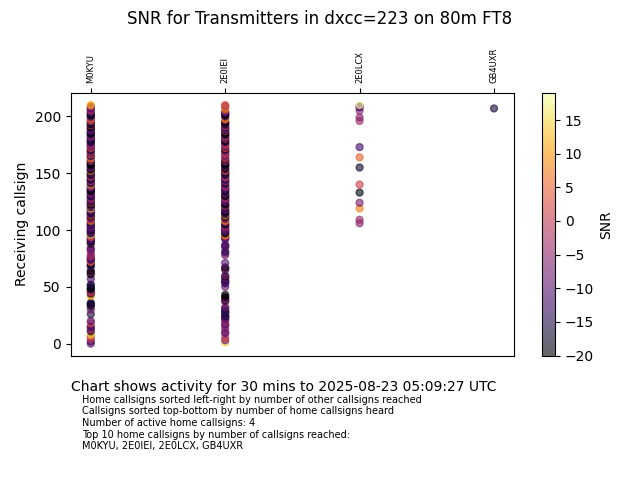 SNR for Transmitters in dxcc=223 on 80m FT8
M0KYU
2E0IEI
2E0LCX
GB4UXR
200
150
100
50
0
Receiving callsign
15
10
5
0
−5
−10
−15
−20
SNR
Chart shows activity for 30 mins to 2025-08-23 05:09:27 UTC
Home callsigns sorted left-right by number of other callsigns reached
Callsigns sorted top-bottom by number of home callsigns heard
Number of active home callsigns: 4
Top 10 home callsigns by number of callsigns reached:
M0KYU, 2E0IEI, 2E0LCX, GB4UXR